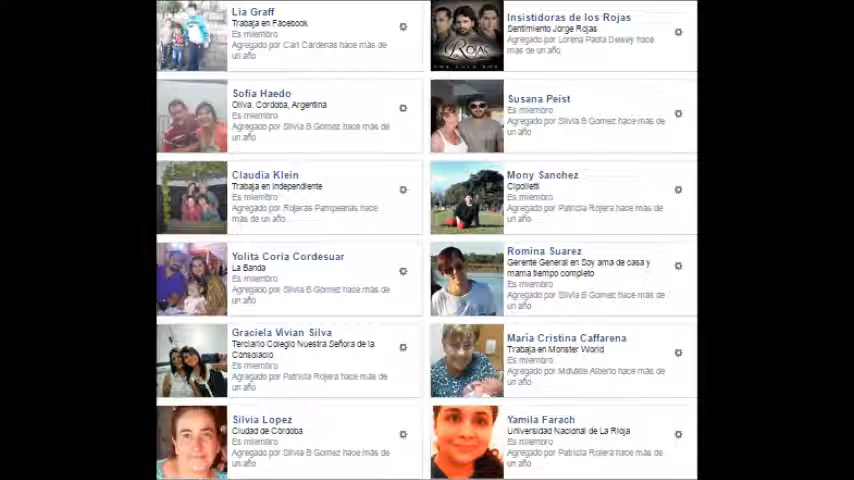 Lia Graff
Trabaja en Facebook
Es miembro
Agregado por Cari Cardenas hace más de
un año
Insistidoras de los Rojas
Sentimiento Jorge Rojas
Agregado por Lorena Paola Delsey hace
más de un año
ROJAS
Sofía Haedo
Oliva, Cordoba, Argentina
Es miembro
Agregado por Silvia B Gomez hace más de
un año
Susana Peist
Es miembro
Agregado por Silvia B Gomez hace más de
un año
Claudia Klein
Trabaja en Independiente
Es miembro
Agregado por Rojeras Pampeanas hace
más de un año
Mony Sanchez
Cipolletti
Es miembro
Agregado por Patricia Rojera hace más de
un año
Yolita Coria Cordesuar
La Banda
Es miembro
Agregado por Silvia B Gomez hace más de
un año
Romina Suarez
Gerente General en Soy ama de casa y
mama tiempo completo
Es miembro
Agregado por Silvia B Gomez hace más de
un año
Graciela Vivian Silva
Terciario Colegio Nuestra Señora de la
Consolació
Es miembro
Agregado por Patricia Rojera hace más de
un año
María Cristina Caffarena
Trabaja en Monster World
Es miembro
Agregado por Alberto hace más de
un año
Silvia Lopez
Ciudad de Córdoba
Es miembro
Agregado por Silvia B Gomez hace más de
un año
Yamila Farach
Universidad Nacional de La Rioja
Es miembro
Agregado por Patricia Rojera hace más de
un año